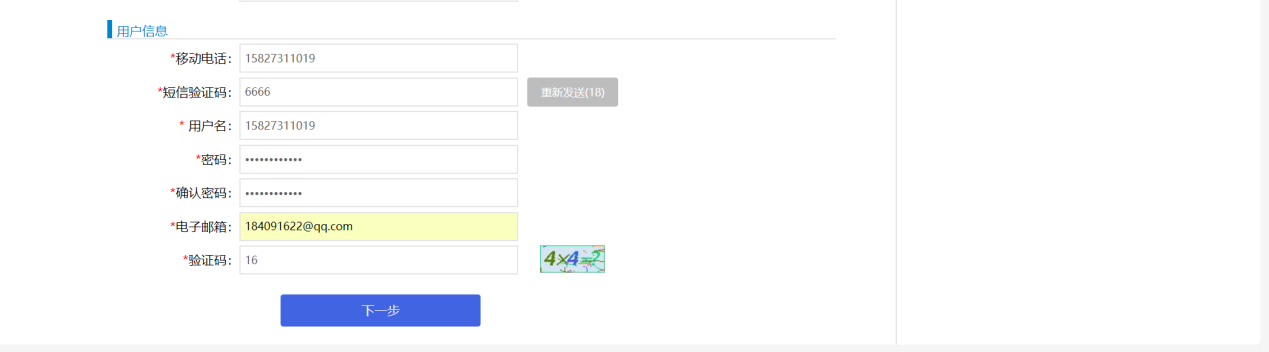 用户信息
*移动电话： 15827311019
*短信验证码： 6666 重新发送(18)
* 用户名： 15827311019
*密码： ••••••••••••
*确认密码： ••••••••••••
*电子邮箱： 184091622@qq.com
*验证码： 16 4×4=?
下一步